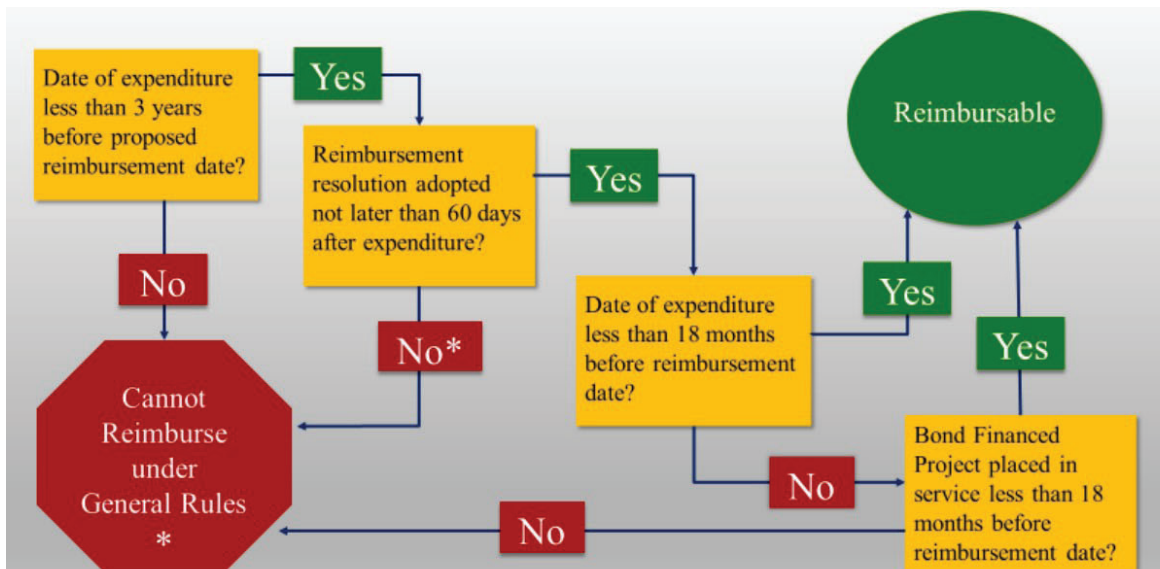 Date of expenditure
less than 3 years
before proposed
reimbursement date?
Yes
Reimbursement
resolution adopted
not later than 60 days
after expenditure?
Yes
Reimbursable
No
No*
Date of expenditure
less than 18 months
before reimbursement
date?
Yes
Yes
Cannot
Reimburse
under
General Rules
*
No
Bond Financed
Project placed in
service less than 18
months before
reimbursement date?
No